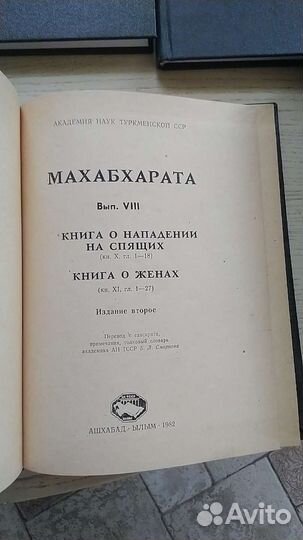 АКАДЕМИЯ НАУК ТУРКМЕНСКОЙ ССР
МАХАБХАРАТА
Вып. VIII
КНИГА О НАПАДЕНИИ
НА СПЯЩИХ
(кн. X, гл. 1—18)
КНИГА О ЖЕНАХ
(кн. XI, гл. 1—27)
Издание второе
Перевод с санскрита,
примечания, толковый словарь
академика АН ТССР Б. Л. Смирнова
АШХАБАД·ЫЛЫМ·1982
Avito